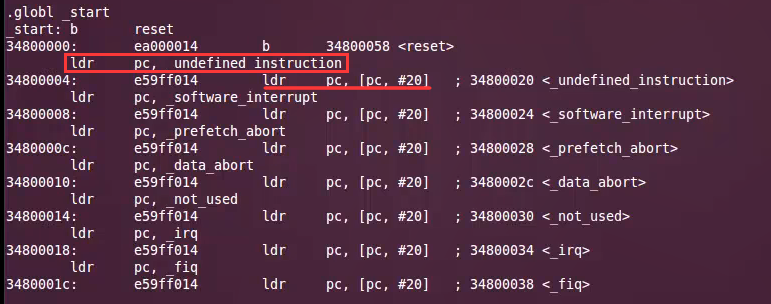 .globl _start
_start: b       reset
34800000:       ea000014        b       34800058 <reset>
        ldr     pc, _undefined_instruction
34800004:       e59ff014        ldr     pc, [pc, #20]   ; 34800020 <_undefined_instruction>
        ldr     pc, _software_interrupt
34800008:       e59ff014        ldr     pc, [pc, #20]   ; 34800024 <_software_interrupt>
        ldr     pc, _prefetch_abort
3480000c:       e59ff014        ldr     pc, [pc, #20]   ; 34800028 <_prefetch_abort>
        ldr     pc, _data_abort
34800010:       e59ff014        ldr     pc, [pc, #20]   ; 3480002c <_data_abort>
        ldr     pc, _not_used
34800014:       e59ff014        ldr     pc, [pc, #20]   ; 34800030 <_not_used>
        ldr     pc, _irq
34800018:       e59ff014        ldr     pc, [pc, #20]   ; 34800034 <_irq>
        ldr     pc, _fiq
3480001c:       e59ff014        ldr     pc, [pc, #20]   ; 34800038 <_fiq>